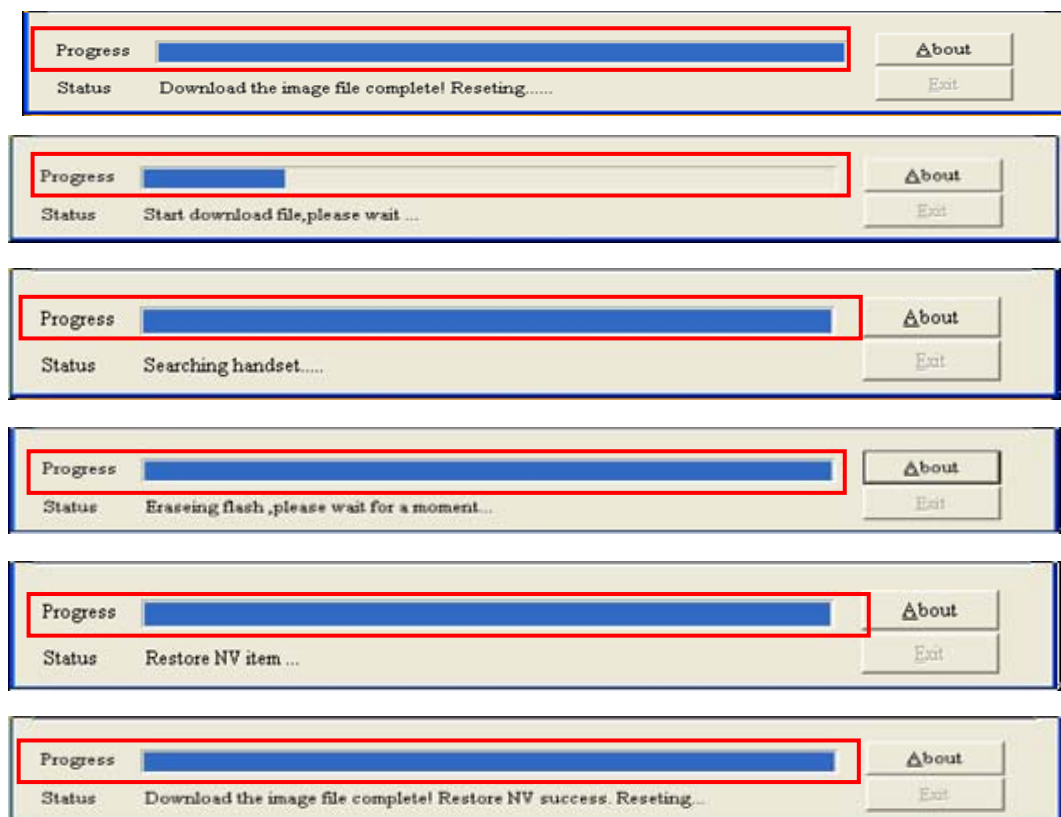 Progress About
Status Download the image file complete! Reseting...... Exit
Progress About
Status Start download file,please wait ... Exit
Progress About
Status Searching handset..... Exit
Progress About
Status Eraseing flash ,please wait for a moment... Exit
Progress About
Status Restore NV item ... Exit
Progress About
Status Download the image file complete! Restore NV success. Reseting... Exit